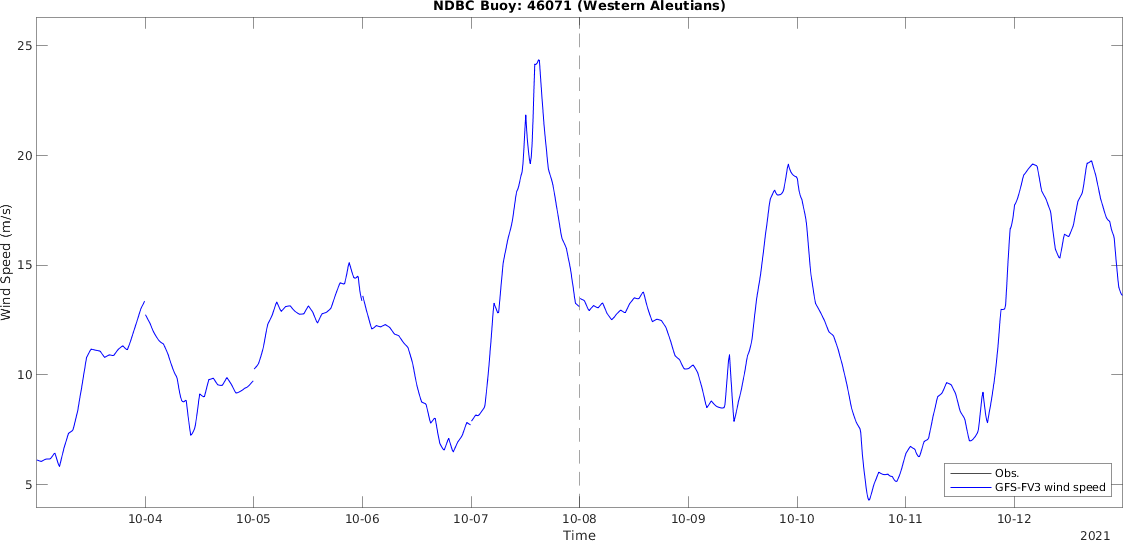 NDBC Buoy: 46071 (Western Aleutians)
25
20
15
10
5
Wind Speed (m/s)
Obs.
GFS-FV3 wind speed
10-04 10-05 10-06 10-07 10-08 10-09 10-10 10-11 10-12
Time
2021